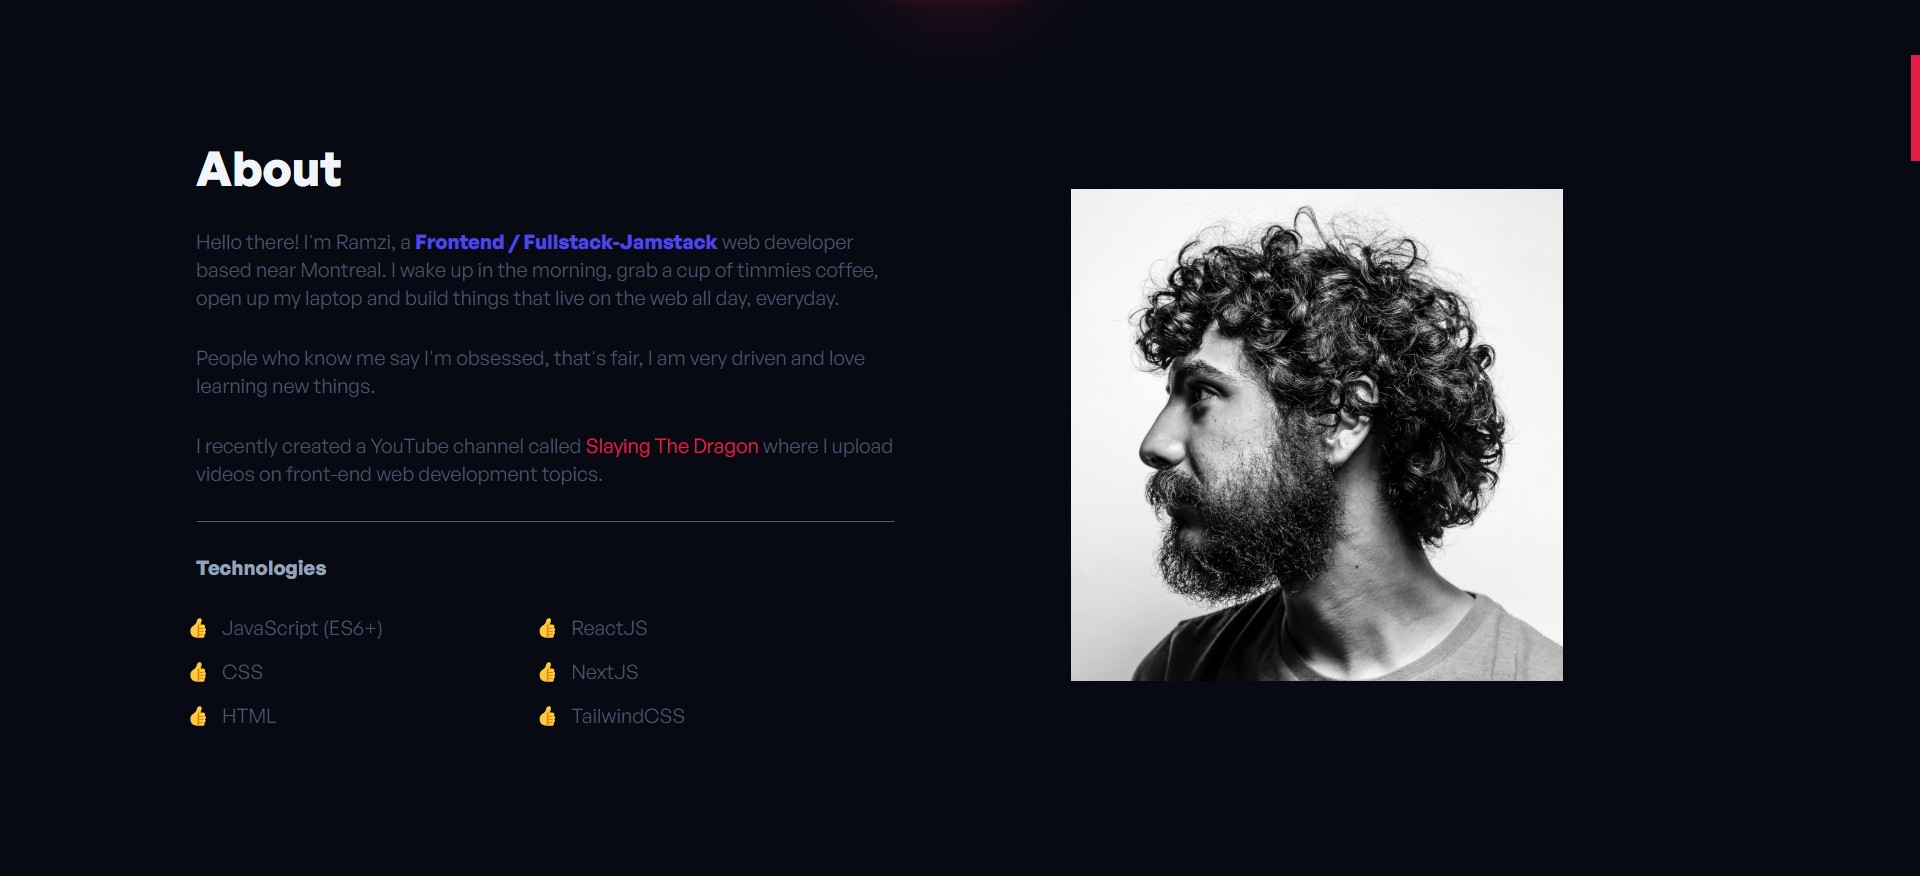 About
Hello there! I'm Ramzi, a Frontend / Fullstack-Jamstack web developer
based near Montreal. I wake up in the morning, grab a cup of timmies coffee,
open up my laptop and build things that live on the web all day, everyday.
People who know me say I'm obsessed, that's fair, I am very driven and love
learning new things.
I recently created a YouTube channel called Slaying The Dragon where I upload
videos on front-end web development topics.
Technologies
👍 JavaScript (ES6+)
👍 ReactJS
👍 CSS
👍 NextJS
👍 HTML
👍 TailwindCSS